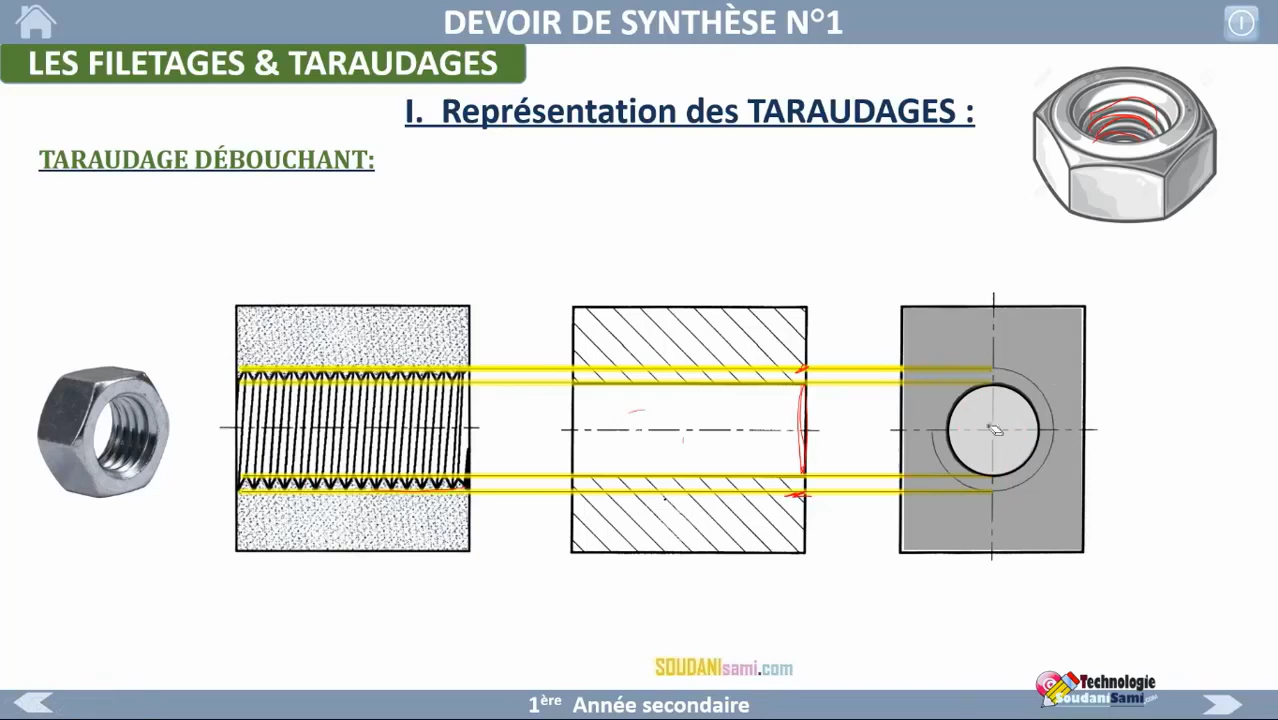 DEVOIR DE SYNTHÈSE N°1
LES FILETAGES & TARAUDAGES
I. Représentation des TARAUDAGES :
TARAUDAGE DÉBOUCHANT:
SOUDANIsami.com
Technologie
SoudaniSami.com
1ère Année secondaire